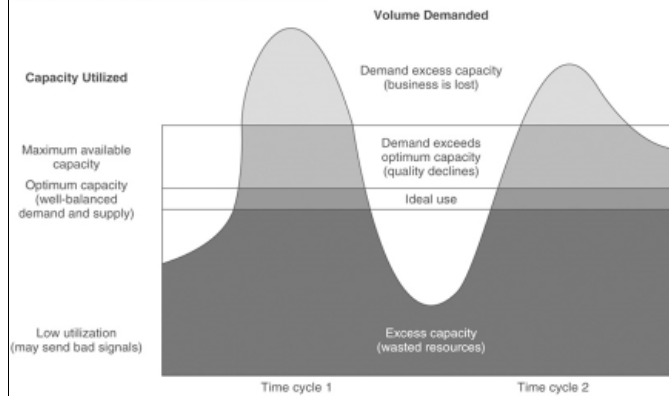 Volume Demanded
Capacity Utilized
Demand excess capacity
(business is lost)
Maximum available
capacity
Demand exceeds
optimum capacity
(quality declines)
Optimum capacity
(well-balanced
demand and supply)
Ideal use
Low utilization
(may send bad signals)
Excess capacity
(wasted resources)
Time cycle 1
Time cycle 2